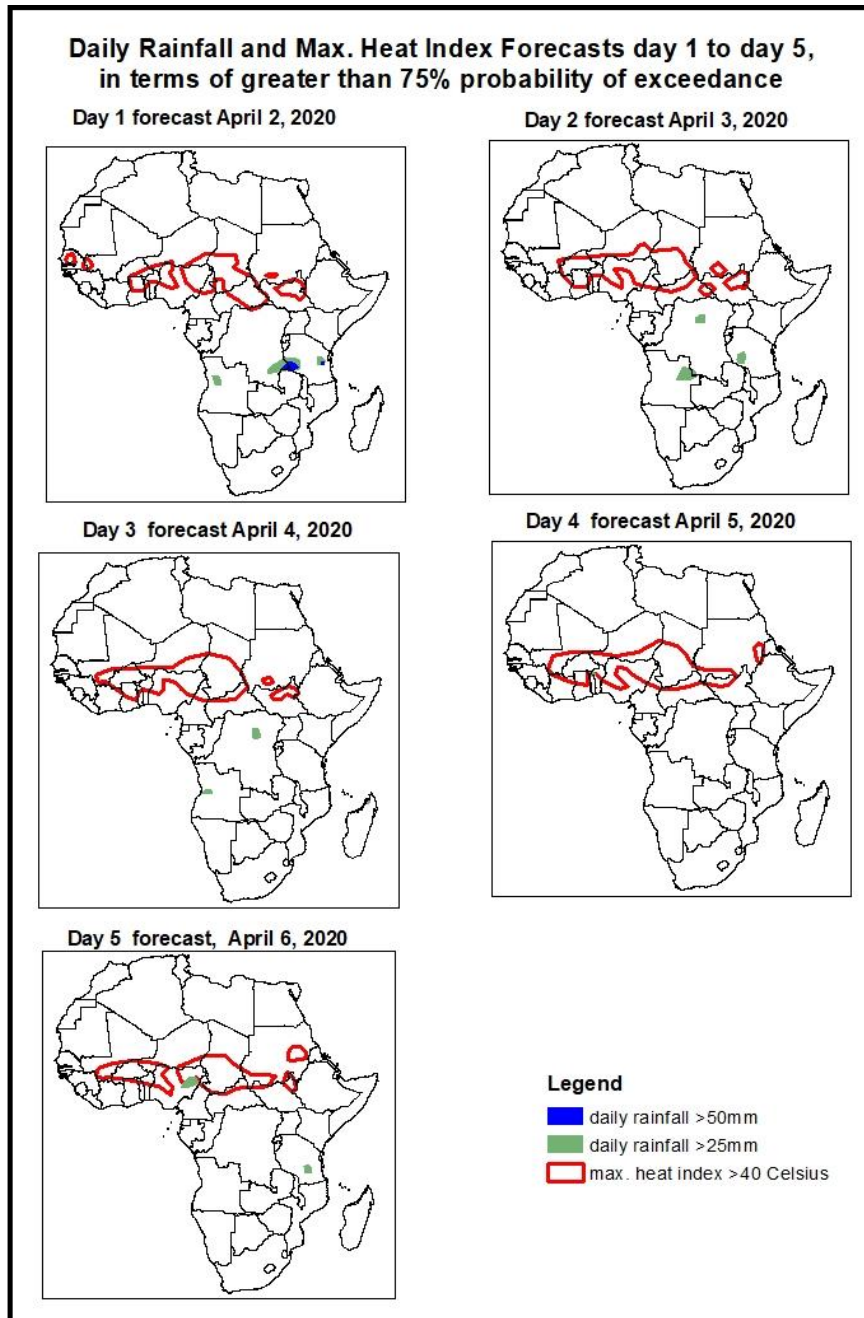 Daily Rainfall and Max. Heat Index Forecasts day 1 to day 5,
in terms of greater than 75% probability of exceedance
Day 1 forecast April 2, 2020
Day 2 forecast April 3, 2020
Day 3  forecast April 4, 2020
Day 4  forecast April 5, 2020
Day 5  forecast,  April 6, 2020
Legend
daily rainfall >50mm
daily rainfall >25mm
max. heat index >40 Celsius